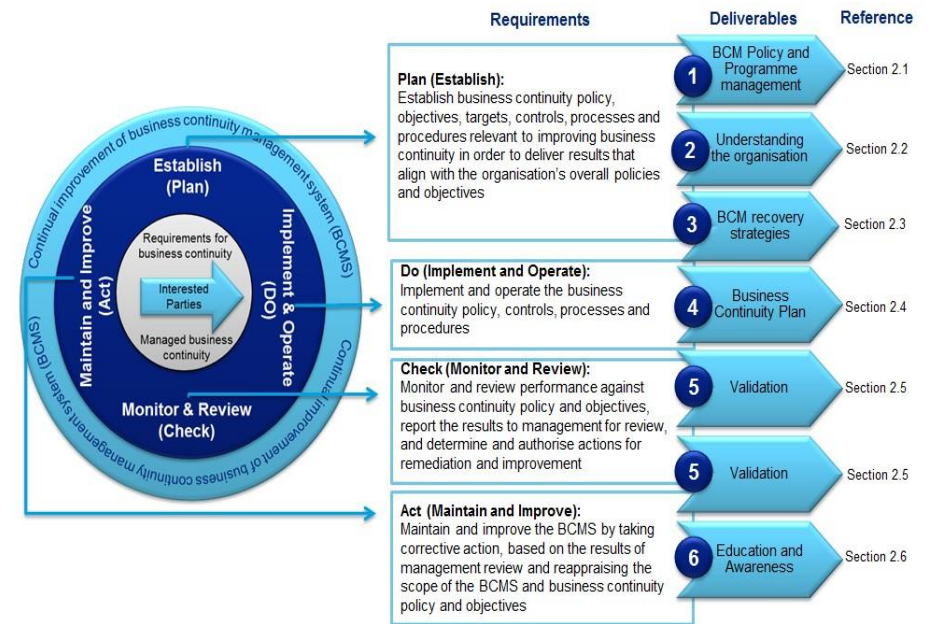 Requirements
Deliverables
Reference
Continual improvement of business continuity management system (BCMS)
Continual improvement of business continuity management system (BCMS)
Establish
(Plan)
Implement & Operate
(DO)
Monitor & Review
(Check)
Maintain and Improve
(Act)
Requirements for
business continuity
Interested
Parties
Managed business
continuity
Plan (Establish):
Establish business continuity policy,
objectives, targets, controls, processes and
procedures relevant to improving business
continuity in order to deliver results that
align with the organisation's overall policies
and objectives
Do (Implement and Operate):
Implement and operate the business
continuity policy, controls, processes and
procedures
Check (Monitor and Review):
Monitor and review performance against
business continuity policy and objectives,
report the results to management for review,
and determine and authorise actions for
remediation and improvement
Act (Maintain and Improve):
Maintain and improve the BCMS by taking
corrective action, based on the results of
management review and reappraising the
scope of the BCMS and business continuity
policy and objectives
1
BCM Policy and
Programme
management
Section 2.1
2
Understanding
the organisation
Section 2.2
3
BCM recovery
strategies
Section 2.3
4
Business
Continuity Plan
Section 2.4
5
Validation
Section 2.5
5
Validation
Section 2.5
6
Education and
Awareness
Section 2.6